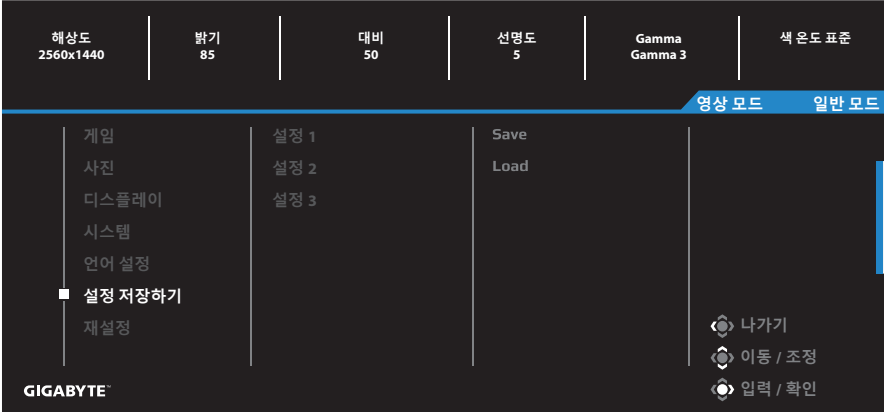 해상도 밝기 대비 선명도 Gamma 색 온도 표준
2560x1440 85 50 5 Gamma 3
영상 모드 일반 모드
게임 설정 1 Save
사진 설정 2 Load
디스플레이 설정 3
시스템
언어 설정
설정 저장하기
재설정
나가기
이동 / 조정
입력 / 확인
GIGABYTE™